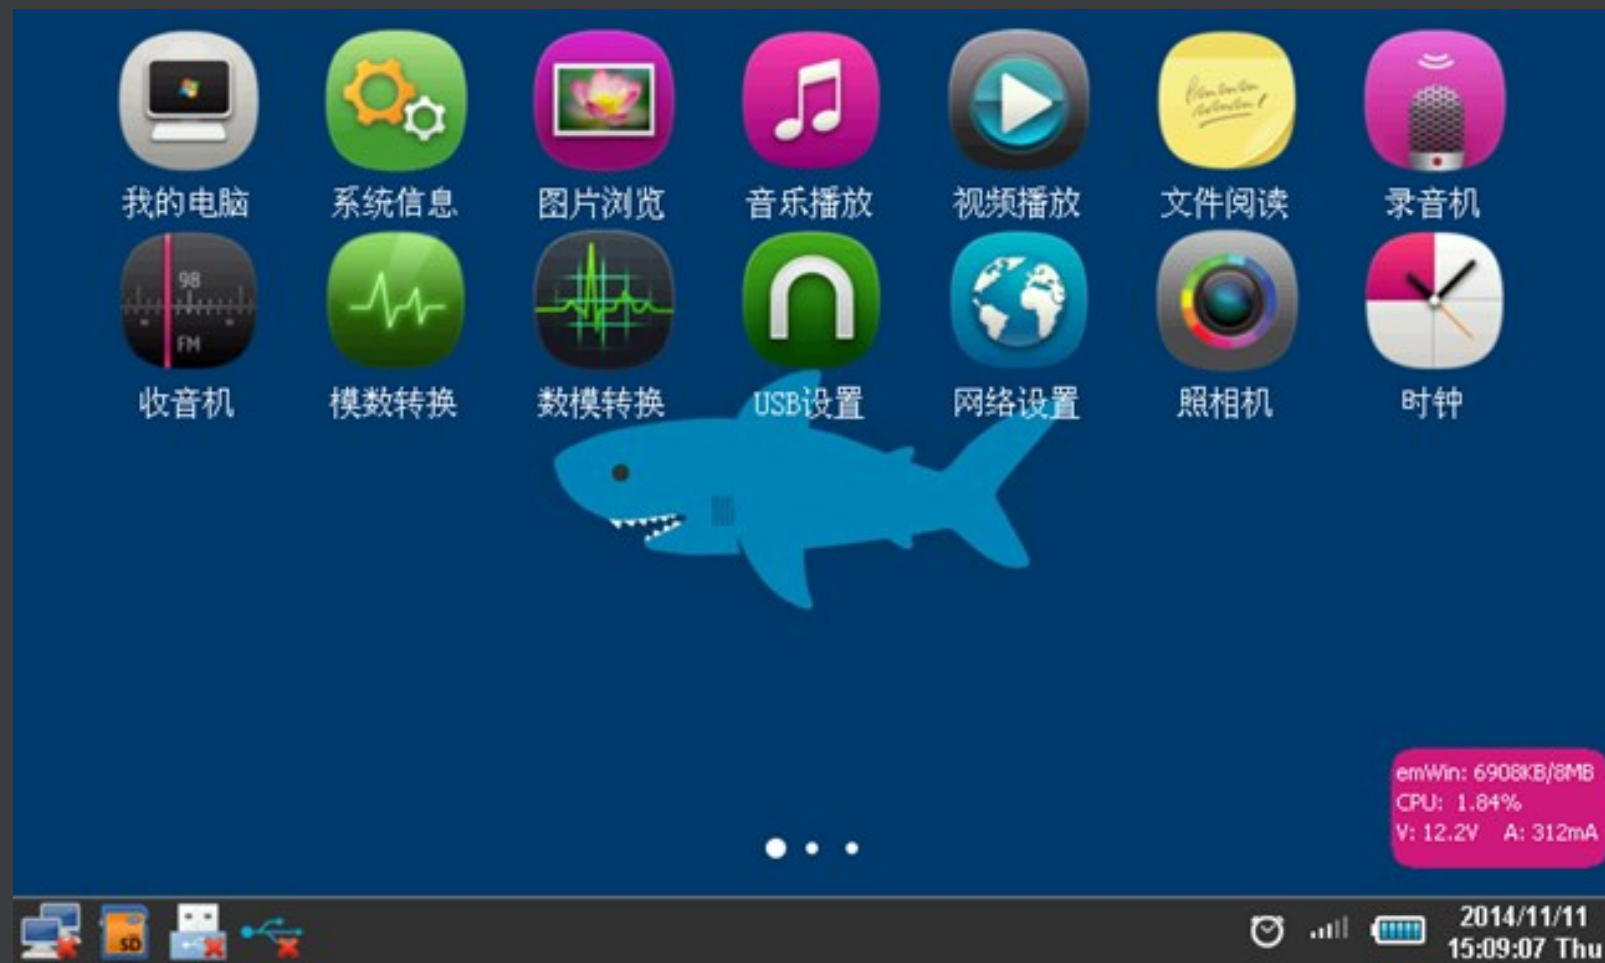 我的电脑 系统信息 图片浏览 音乐播放 视频播放 文件阅读 录音机
98
FM
收音机 模数转换 数模转换 USB设置 网络设置 照相机 时钟
emWin: 6908KB/8MB
CPU: 1.84%
V: 12.2V A: 312mA
SD
2014/11/11
15:09:07 Thu